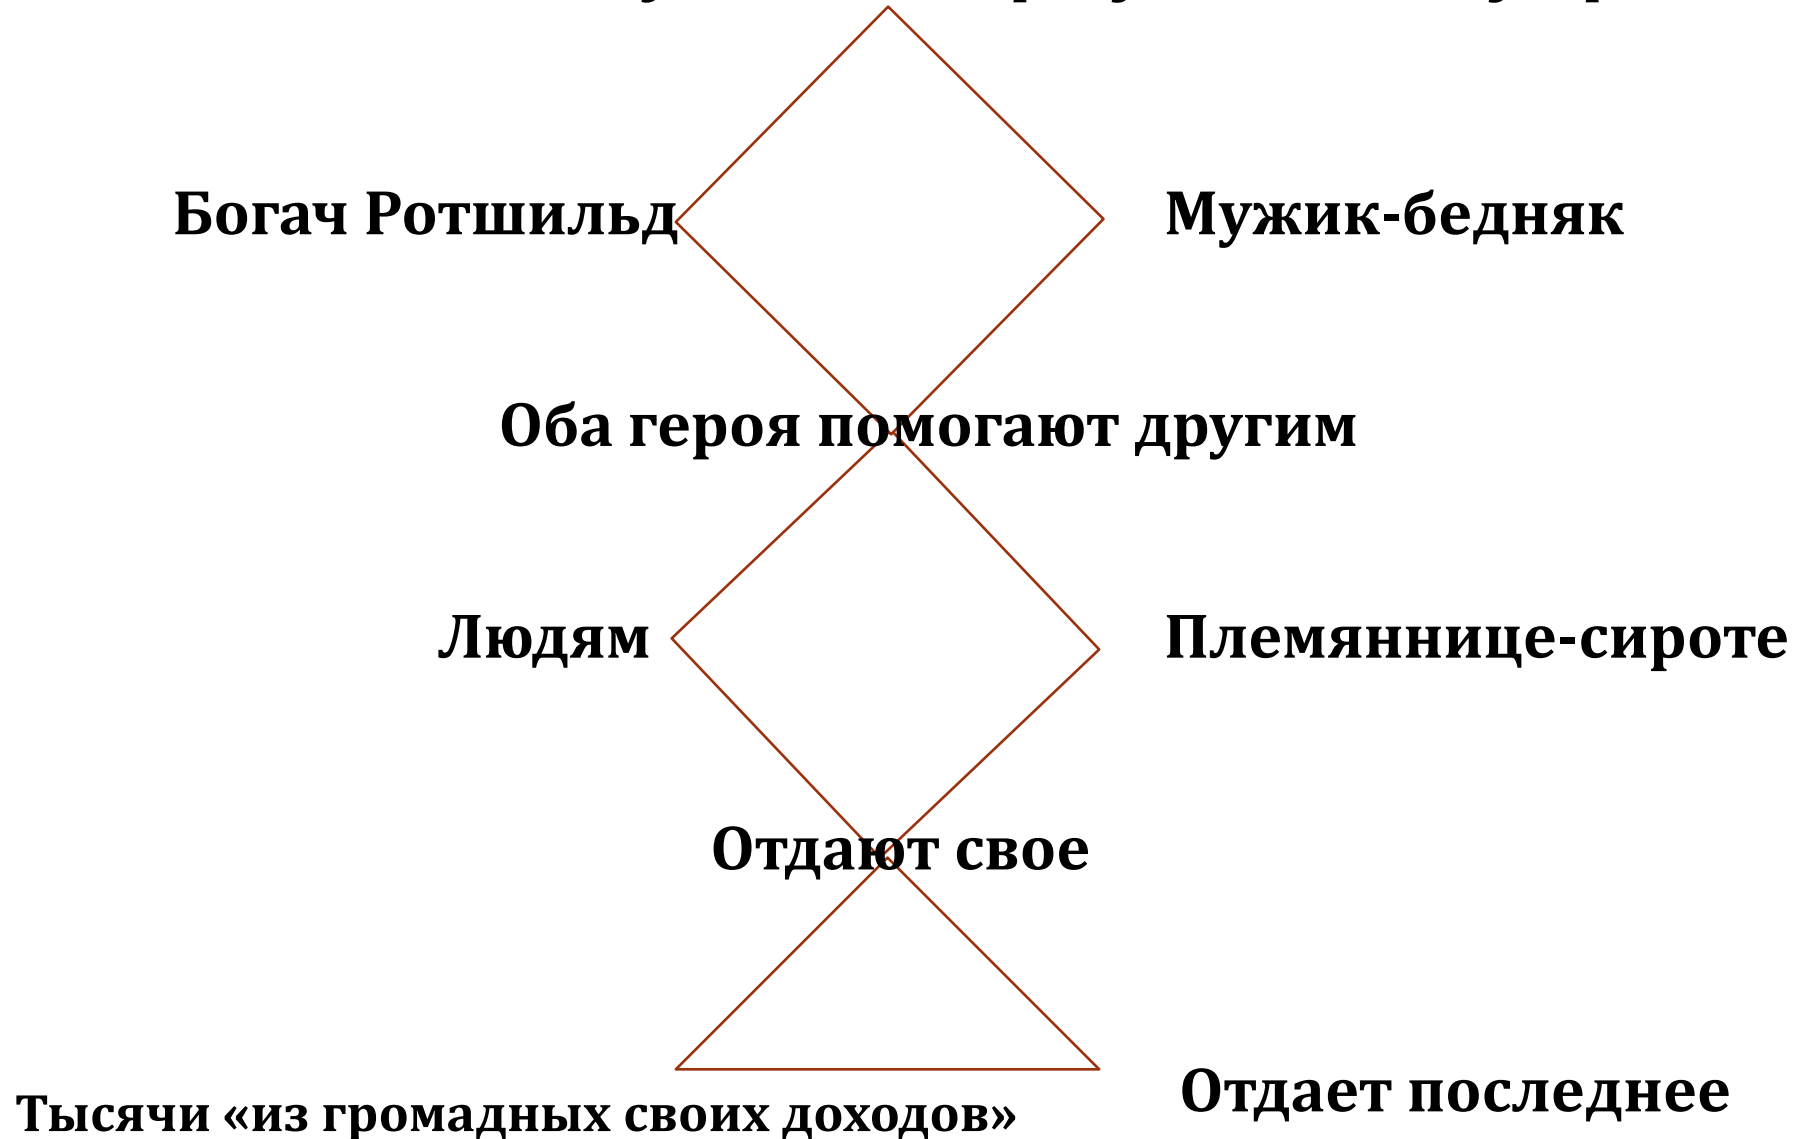 Богач Ротшильд
Мужик-бедняк
Оба героя помогают другим
Людям
Племяннице-сироте
Отдают свое
Отдает последнее
Тысячи «из громадных своих доходов»